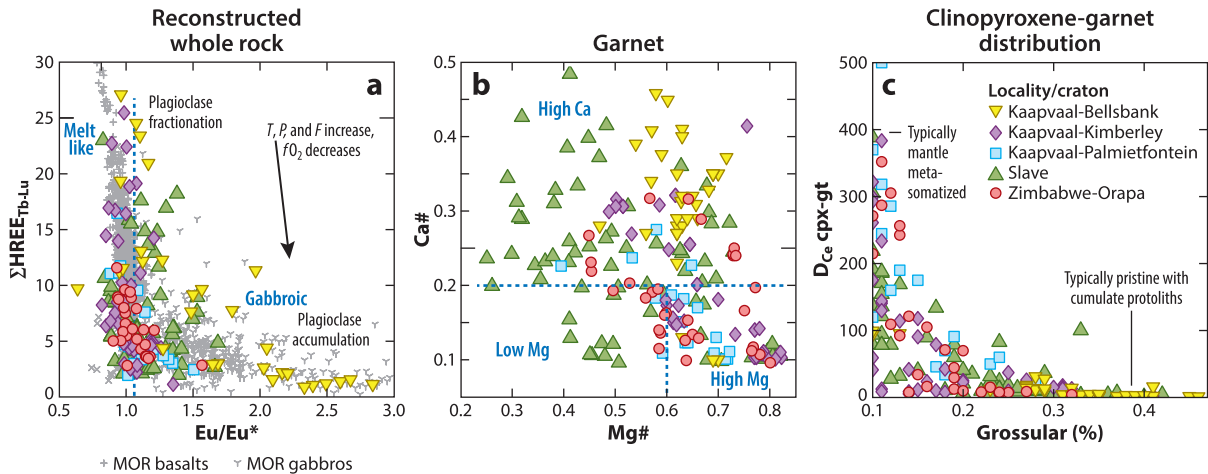 Reconstructed
whole rock
30
25
20
15
10
5
0
ΣHREE_Tb-Lu
0.5
1.0
1.5
2.0
2.5
3.0
Eu/Eu*
a
Melt
like
Plagioclase
fractionation
T, P, and F increase,
fO2 decreases
Gabbroic
Plagioclase
accumulation
MOR basalts
MOR gabbros
Garnet
0.5
0.4
0.3
0.2
0.1
Ca#
0.2
0.3
0.4
0.5
0.6
0.7
0.8
Mg#
b
High Ca
Low Mg
High Mg
Clinopyroxene-garnet
distribution
500
400
300
200
100
0
D_Ce cpx-gt
0.1
0.2
0.3
0.4
Grossular (%)
c
Locality/craton
Kaapvaal-Bellsbank
Kaapvaal-Kimberley
Kaapvaal-Palmietfontein
Slave
Zimbabwe-Orapa
Typically
mantle
meta-
somatized
Typically pristine with
cumulate protoliths